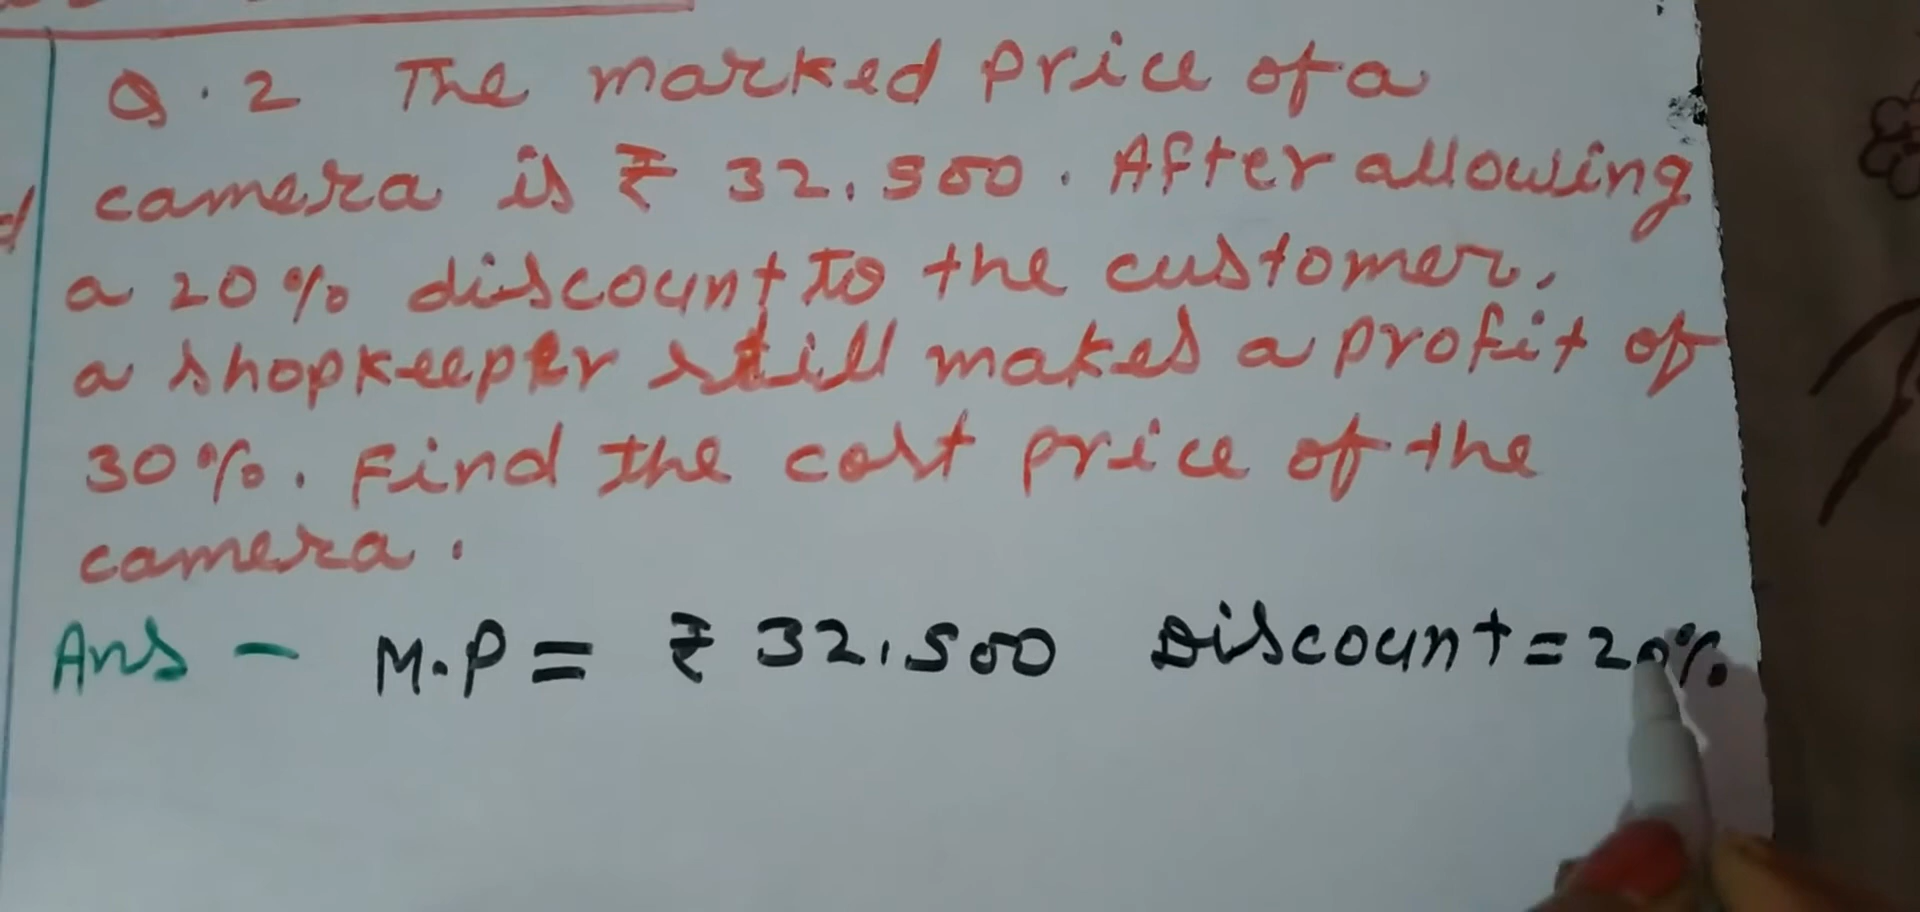 Q.2 The marked price of a
camera is ₹ 32,500. After allowing
a 20% discount to the customer,
a shopkeeper still makes a profit of
30%. Find the cost price of the
camera.
Ans - M.P = ₹ 32,500 Discount = 20%